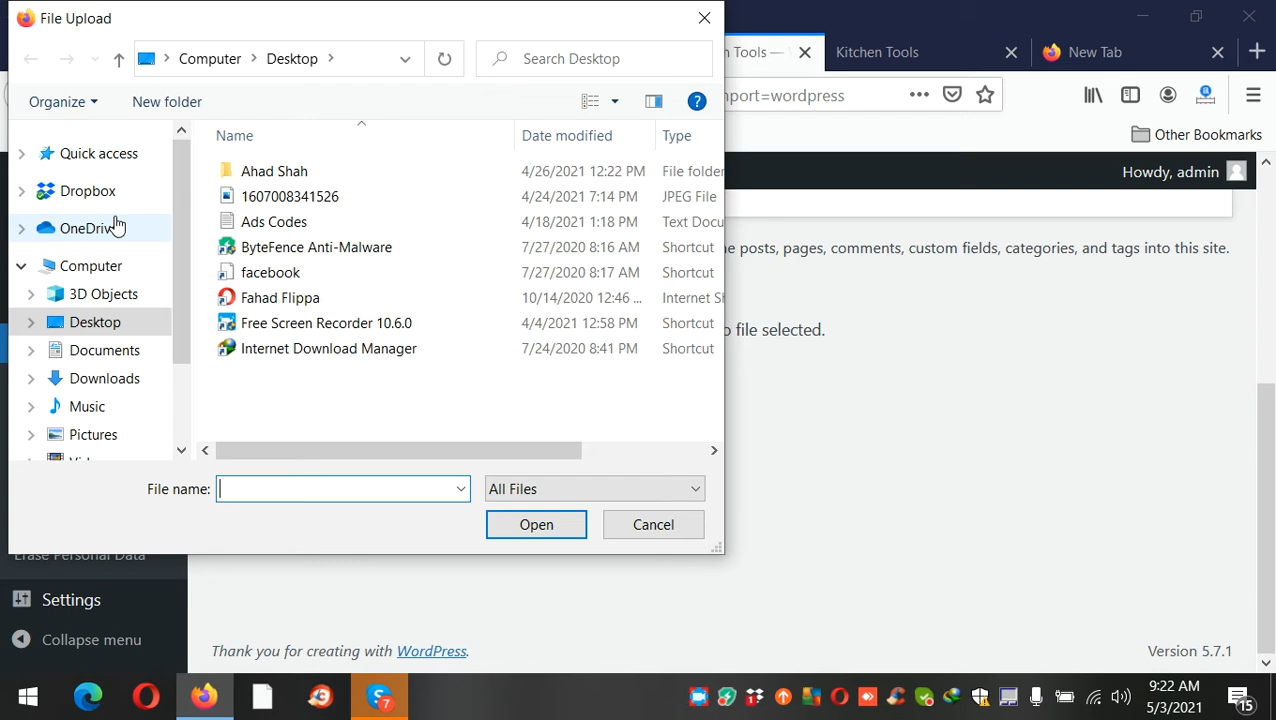 File Upload
n Tools — 
Kitchen Tools
New Tab
Computer
Desktop
Search Desktop
nport=wordpress
Organize
New folder
Other Bookmarks
Name
Date modified
Type
Quick access
Dropbox
OneDriv
Computer
3D Objects
Desktop
Documents
Downloads
Music
Pictures
Ahad Shah 4/26/2021 12:22 PM File folder
1607008341526 4/24/2021 7:14 PM JPEG File
Ads Codes 4/18/2021 1:18 PM Text Docu
ByteFence Anti-Malware 7/27/2020 8:16 AM Shortcut
facebook 7/27/2020 8:17 AM Shortcut
Fahad Flippa 10/14/2020 12:46 ... Internet Sh
Free Screen Recorder 10.6.0 4/4/2021 12:58 PM Shortcut
Internet Download Manager 7/24/2020 8:41 PM Shortcut
Howdy, admin
e posts, pages, comments, custom fields, categories, and tags into this site.
o file selected.
File name:
All Files
Open
Cancel
Erase Personal Data
Settings
Collapse menu
Thank you for creating with WordPress.
Version 5.7.1
7
9:22 AM
5/3/2021
15